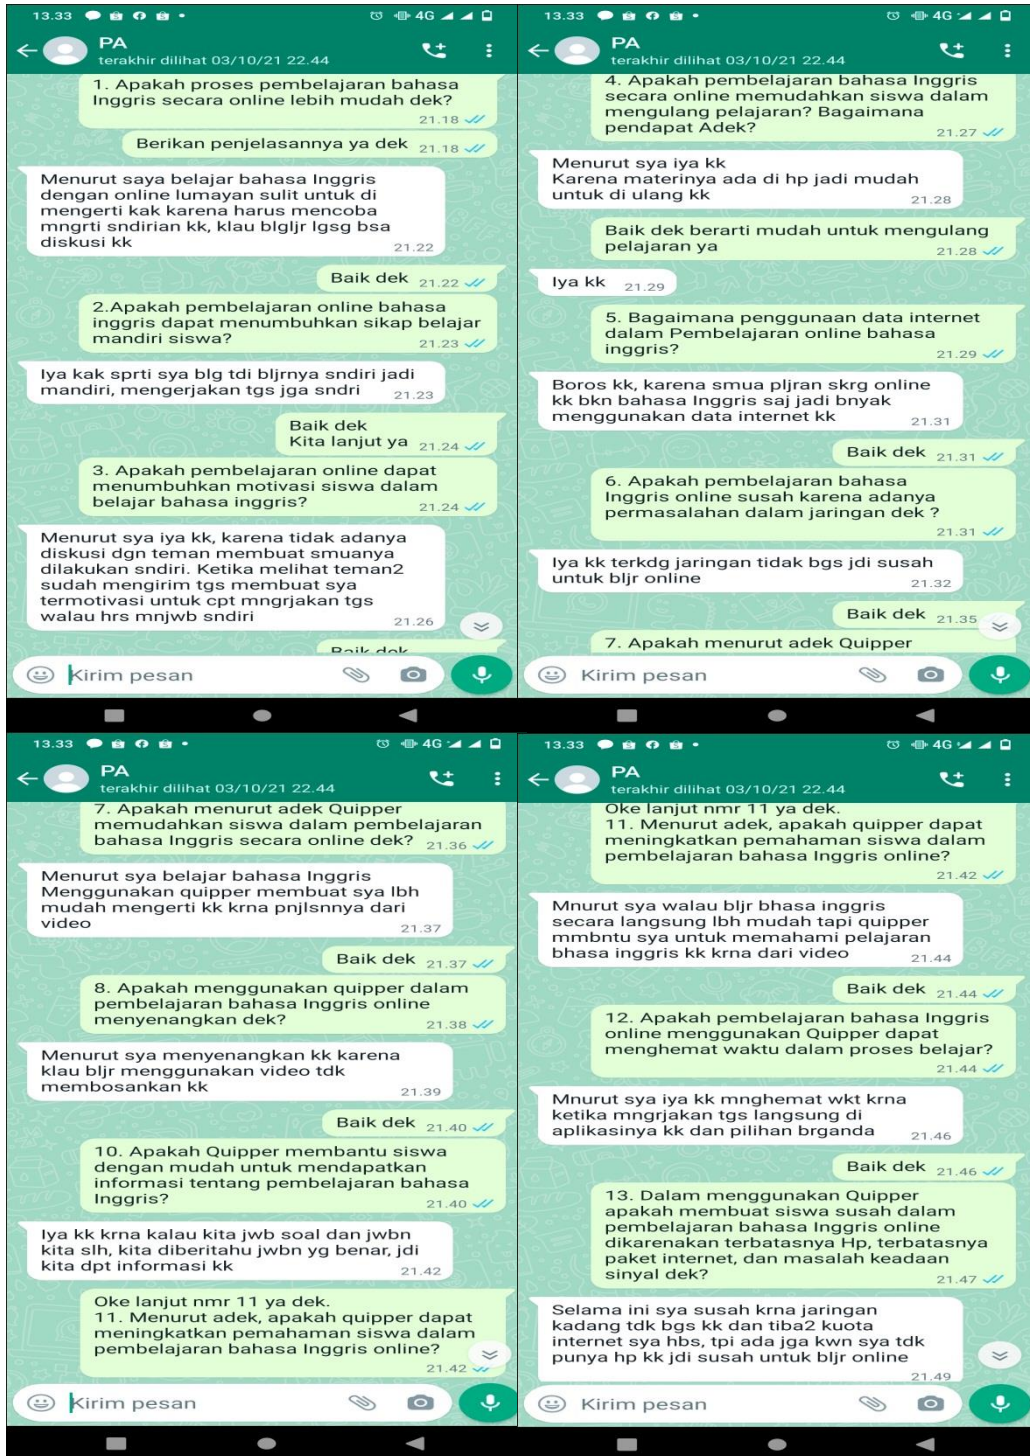 13.33
4G
PA
terakhir dilihat 03/10/21 22.44
1. Apakah proses pembelajaran bahasa
Inggris secara online lebih mudah dek?
21.18
Berikan penjelasannya ya dek 21.18
Menurut saya belajar bahasa Inggris
dengan online lumayan sulit untuk di
mengerti kak karena harus mencoba
mngrti sndirian kk, klau blgljr lgsg bsa
diskusi kk
21.22
Baik dek 21.22
2.Apakah pembelajaran online bahasa
inggris dapat menumbuhkan sikap belajar
mandiri siswa?
21.23
Iya kak sprti sya blg tdi bljrnya sndiri jadi
mandiri, mengerjakan tgs jga sndri 21.23
Baik dek
Kita lanjut ya 21.24
3. Apakah pembelajaran online dapat
menumbuhkan motivasi siswa dalam
belajar bahasa inggris?
21.24
Menurut sya iya kk, karena tidak adanya
diskusi dgn teman membuat smuanya
dilakukan sndiri. Ketika melihat teman2
sudah mengirim tgs membuat sya
termotivasi untuk cpt mngrjakan tgs
walau hrs mnjwb sndiri
21.26
Baik dek
Kirim pesan
13.33
4G
PA
terakhir dilihat 03/10/21 22.44
4. Apakah pembelajaran bahasa Inggris
secara online memudahkan siswa dalam
mengulang pelajaran? Bagaimana
pendapat Adek?
21.27
Menurut sya iya kk
Karena materinya ada di hp jadi mudah
untuk di ulang kk
21.28
Baik dek berarti mudah untuk mengulang
pelajaran ya
21.28
Iya kk 21.29
5. Bagaimana penggunaan data internet
dalam Pembelajaran online bahasa
inggris?
21.29
Boros kk, karena smua pljran skrg online
kk bkn bahasa Inggris saj jadi bnyak
menggunakan data internet kk
21.31
Baik dek 21.31
6. Apakah pembelajaran bahasa
Inggris online susah karena adanya
permasalahan dalam jaringan dek ?
21.31
Iya kk terkdg jaringan tidak bgs jdi susah
untuk bljr online
21.32
Baik dek 21.35
7. Apakah menurut adek Quipper
Kirim pesan
13.33
4G
PA
terakhir dilihat 03/10/21 22.44
7. Apakah menurut adek Quipper
memudahkan siswa dalam pembelajaran
bahasa Inggris secara online dek? 21.36
Menurut sya belajar bahasa Inggris
Menggunakan quipper membuat sya lbh
mudah mengerti kk krna pnjlsnnya dari
video
21.37
Baik dek 21.37
8. Apakah menggunakan quipper dalam
pembelajaran bahasa Inggris online
menyenangkan dek?
21.38
Menurut sya menyenangkan kk karena
klau bljr menggunakan video tdk
membosankan kk
21.39
Baik dek 21.40
10. Apakah Quipper membantu siswa
dengan mudah untuk mendapatkan
informasi tentang pembelajaran bahasa
Inggris?
21.40
Iya kk krna kalau kita jwb soal dan jwbn
kita slh, kita diberitahu jwbn yg benar, jdi
kita dpt informasi kk
21.42
Oke lanjut nmr 11 ya dek.
11. Menurut adek, apakah quipper dapat
meningkatkan pemahaman siswa dalam
pembelajaran bahasa Inggris online?
21.42
Kirim pesan
13.33
4G
PA
terakhir dilihat 03/10/21 22.44
Oke lanjut nmr 11 ya dek.
11. Menurut adek, apakah quipper dapat
meningkatkan pemahaman siswa dalam
pembelajaran bahasa Inggris online?
21.42
Mnurut sya walau bljr bhasa inggris
secara langsung lbh mudah tapi quipper
mmbntu sya untuk memahami pelajaran
bhasa inggris kk krna dari video
21.44
Baik dek 21.44
12. Apakah pembelajaran bahasa Inggris
online menggunakan Quipper dapat
menghemat waktu dalam proses belajar?
21.44
Mnurut sya iya kk mnghemat wkt krna
ketika mngrjakan tgs langsung di
aplikasinya kk dan pilihan brganda
21.46
Baik dek 21.46
13. Dalam menggunakan Quipper
apakah membuat siswa susah dalam
pembelajaran bahasa Inggris online
dikarenakan terbatasnya Hp, terbatasnya
paket internet, dan masalah keadaan
sinyal dek?
21.47
Selama ini sya susah krna jaringan
kadang tdk bgs kk dan tiba2 kuota
internet sya hbs, tpi ada jga kwn sya tdk
punya hp kk jdi susah untuk bljr online
21.49
Kirim pesan